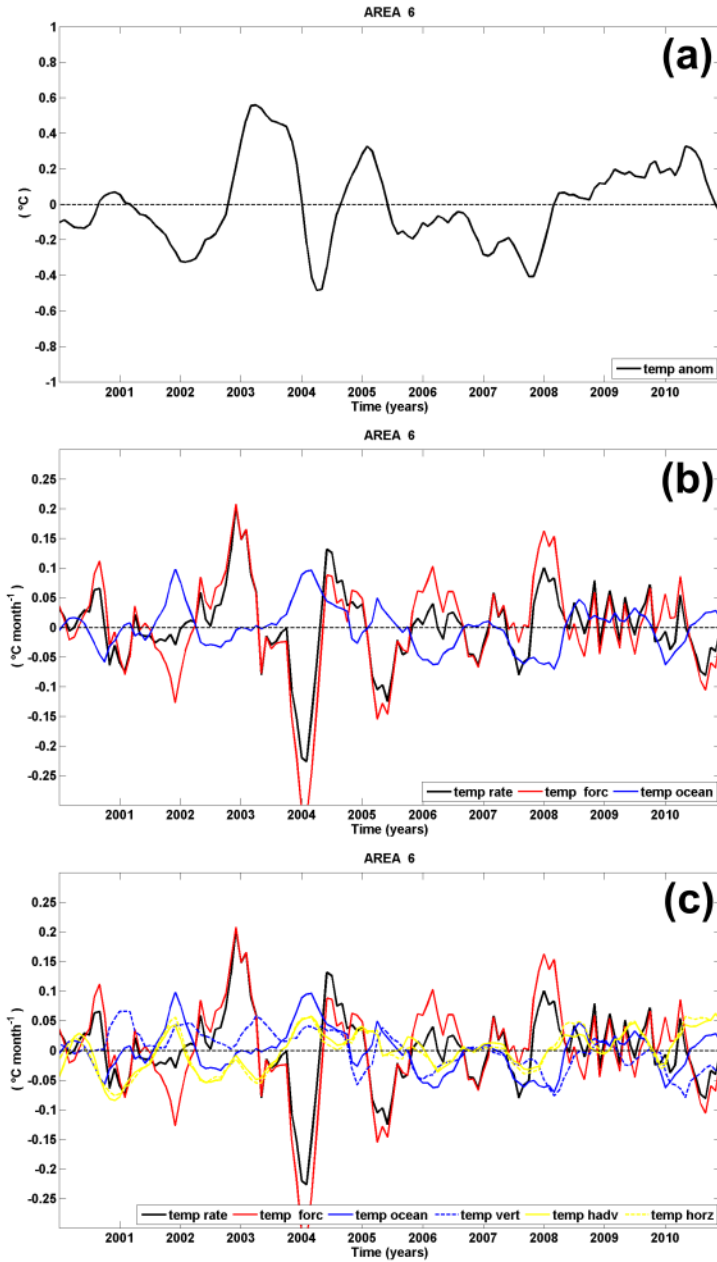 AREA 6
(a)
1
0.8
0.6
0.4
0.2
0
-0.2
-0.4
-0.6
-0.8
-1
( °C )
temp anom
2001 2002 2003 2004 2005 2006 2007 2008 2009 2010
Time (years)
AREA 6
(b)
0.25
0.2
0.15
0.1
0.05
0
-0.05
-0.1
-0.15
-0.2
-0.25
( °C month⁻¹ )
temp rate temp forc temp ocean
2001 2002 2003 2004 2005 2006 2007 2008 2009 2010
Time (years)
AREA 6
(c)
0.25
0.2
0.15
0.1
0.05
0
-0.05
-0.1
-0.15
-0.2
-0.25
( °C month⁻¹ )
temp rate temp forc temp ocean temp vert temp hadv temp horz
2001 2002 2003 2004 2005 2006 2007 2008 2009 2010
Time (years)